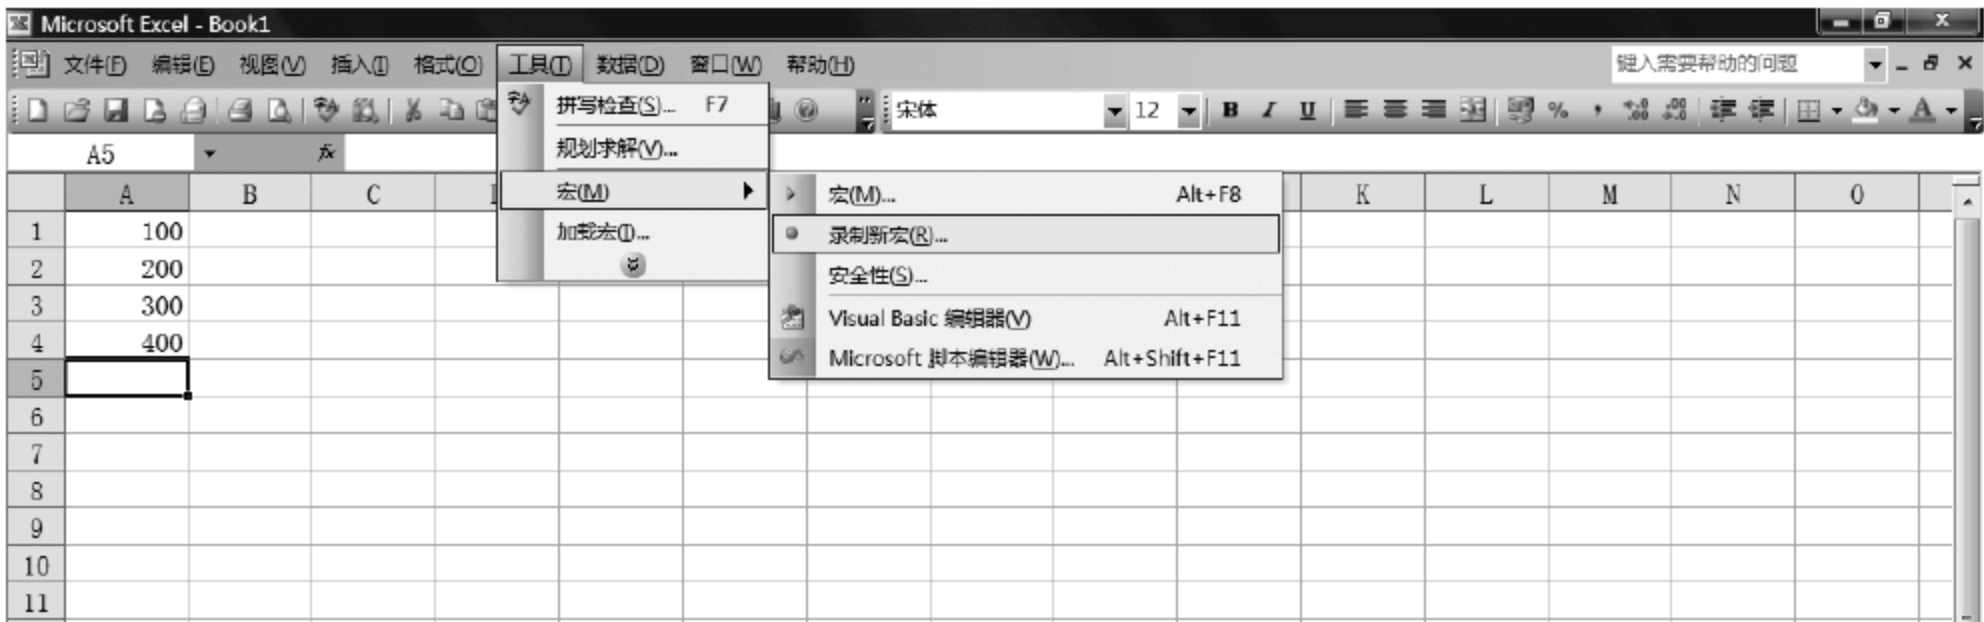 Microsoft Excel - Book1
文件(F) 编辑(E) 视图(V) 插入(I) 格式(O) 工具(T) 数据(D) 窗口(W) 帮助(H) 键入需要帮助的问题
宋体 12 B I U %
A5 fx
拼写检查(S)... F7
规划求解(V)...
宏(M)
加载宏(I)...
宏(M)... Alt+F8
录制新宏(R)...
安全性(S)...
Visual Basic 编辑器(V) Alt+F11
Microsoft 脚本编辑器(W)... Alt+Shift+F11
A B C K L M N O
1 100
2 200
3 300
4 400
5
6
7
8
9
10
11